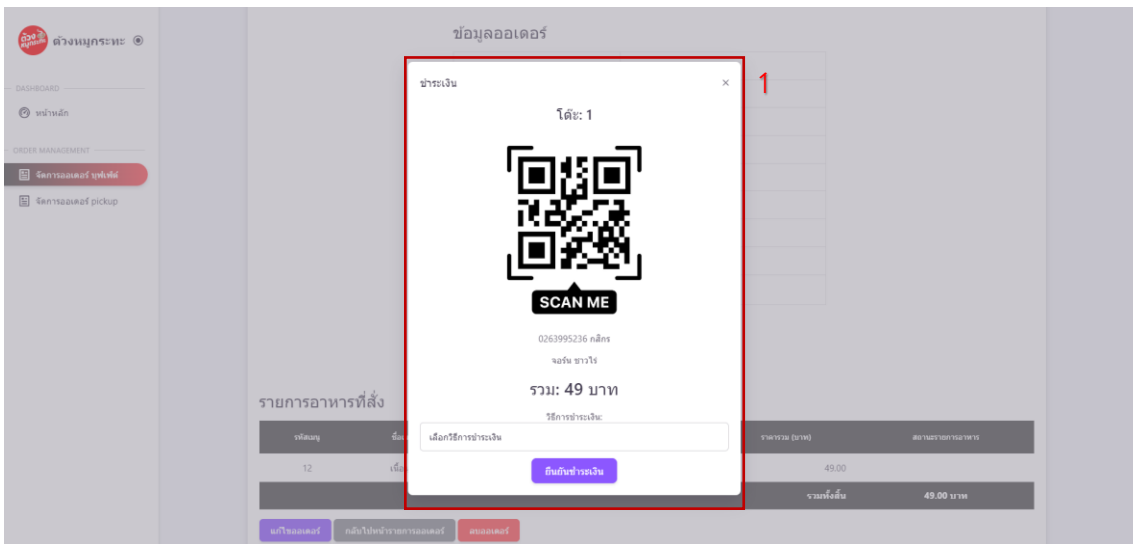 ต้วงหมูกระทะ
DASHBOARD
หน้าหลัก
ORDER MANAGEMENT
จัดการออเดอร์ บุฟเฟ่ต์
จัดการออเดอร์ pickup
ข้อมูลออเดอร์
1
ชำระเงิน
×
โต๊ะ: 1
SCAN ME
0263995236 กสิกร
จอร์น ชาวไร่
รวม: 49 บาท
วิธีการชำระเงิน:
เลือกวิธีการชำระเงิน
ยืนยันชำระเงิน
รายการอาหารที่สั่ง
รหัสเมนู ราคารวม (บาท) สถานะรายการอาหาร
12 49.00
รวมทั้งสิ้น 49.00 บาท
แก้ไขออเดอร์ กลับไปหน้ารายการออเดอร์ ลบออเดอร์